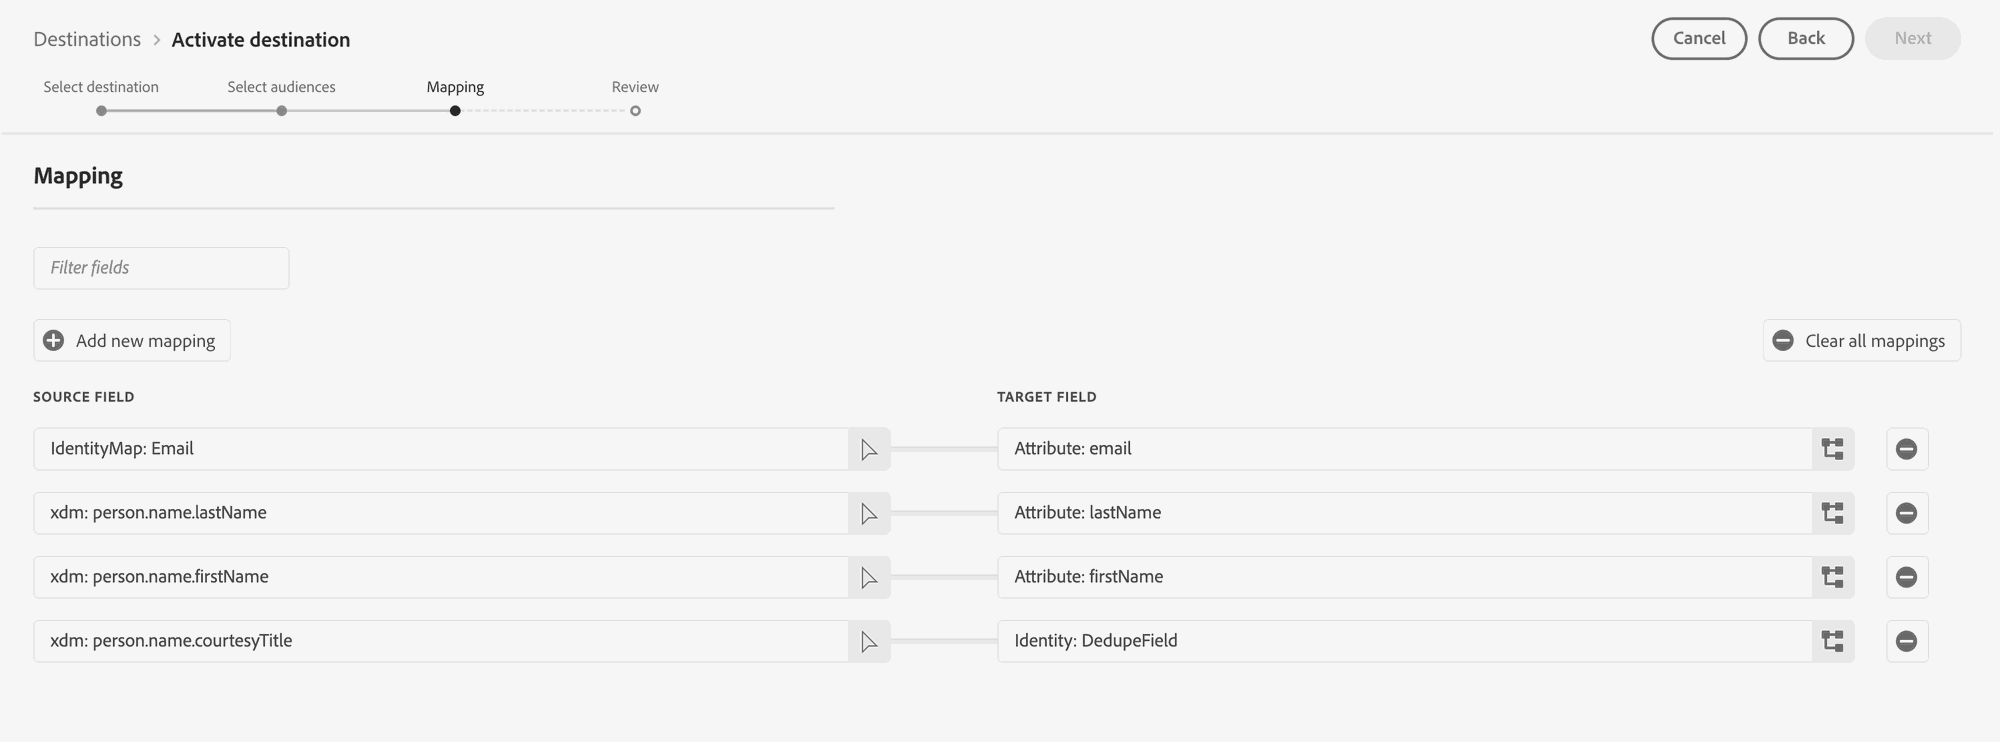 Destinations > Activate destination
Cancel
Back
Next
Select destination
Select audiences
Mapping
Review
Mapping
Filter fields
Add new mapping
Clear all mappings
SOURCE FIELD
TARGET FIELD
IdentityMap: Email
Attribute: email
xdm: person.name.lastName
Attribute: lastName
xdm: person.name.firstName
Attribute: firstName
xdm: person.name.courtesyTitle
Identity: DedupeField